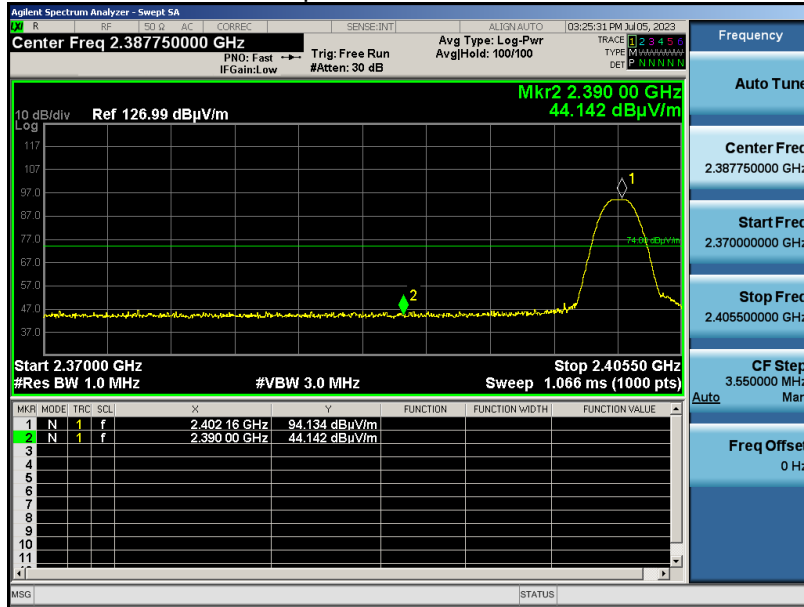 Agilent Spectrum Analyzer - Swept SA
LXI R RF 50 Ω AC CORREC SENSE:INT ALIGN AUTO 03:25:31 PM Jul 05, 2023
Center Freq 2.387750000 GHz
PNO: Fast
IFGain:Low
Trig: Free Run
#Atten: 30 dB
Avg Type: Log-Pwr
Avg|Hold: 100/100
TRACE 1 2 3 4 5 6
TYPE M
DET P N N N N N
Frequency
Mkr2 2.390 00 GHz
44.142 dBµV/m
10 dB/div Ref 126.99 dBµV/m
Log
117
107
97.0
87.0
77.0
67.0
57.0
47.0
37.0
1
2
74.00 dBµV/m
Start 2.37000 GHz Stop 2.40550 GHz
#Res BW 1.0 MHz #VBW 3.0 MHz Sweep 1.066 ms (1000 pts)
MKR MODE TRC SCL X Y FUNCTION FUNCTION WIDTH FUNCTION VALUE
1 N 1 f 2.402 16 GHz 94.134 dBµV/m
2 N 1 f 2.390 00 GHz 44.142 dBµV/m
3
4
5
6
7
8
9
10
11
Auto Tune
Center Freq
2.387750000 GHz
Start Freq
2.370000000 GHz
Stop Freq
2.405500000 GHz
CF Step
3.550000 MHz
Auto Man
Freq Offset
0 Hz
MSG STATUS